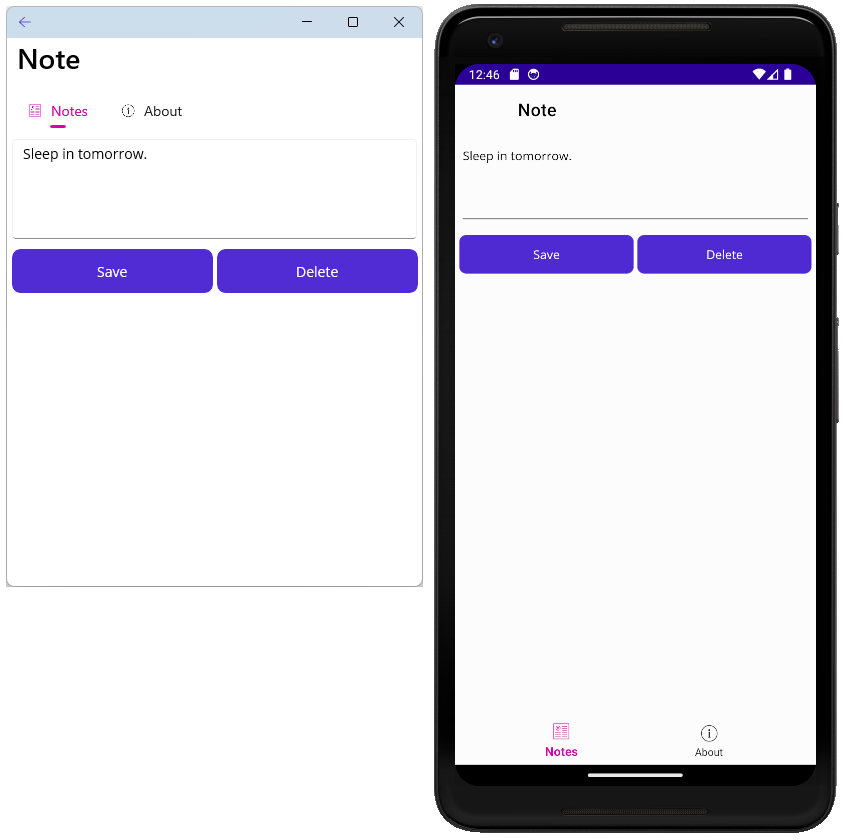 Note
Notes
About
Sleep in tomorrow.
Save Delete
12:46
Note
Sleep in tomorrow.
Save Delete
Notes About